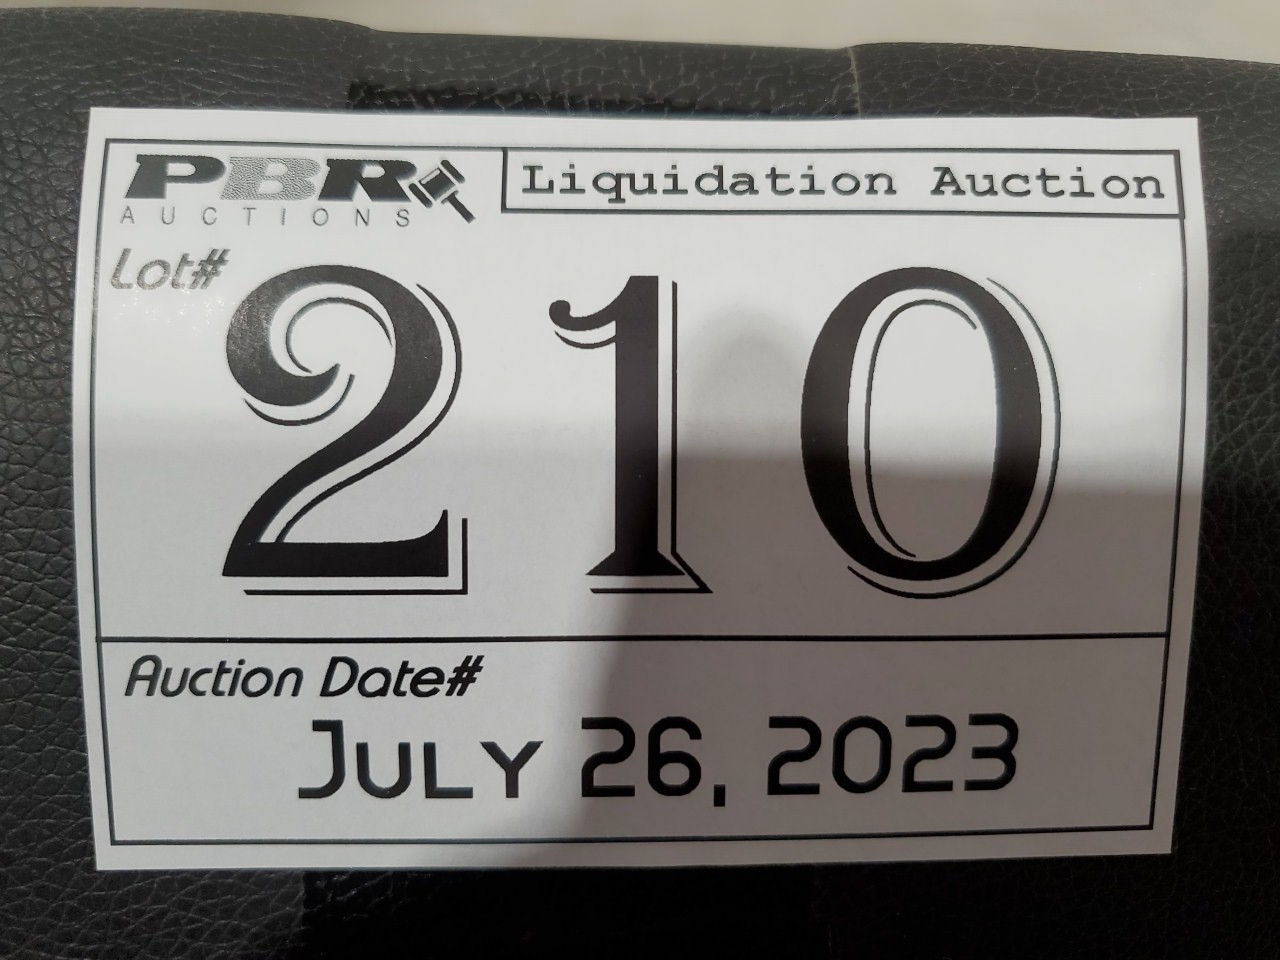 PBR
AUCTIONS
Liquidation Auction
Lot#
210
Auction Date#
July 26, 2023